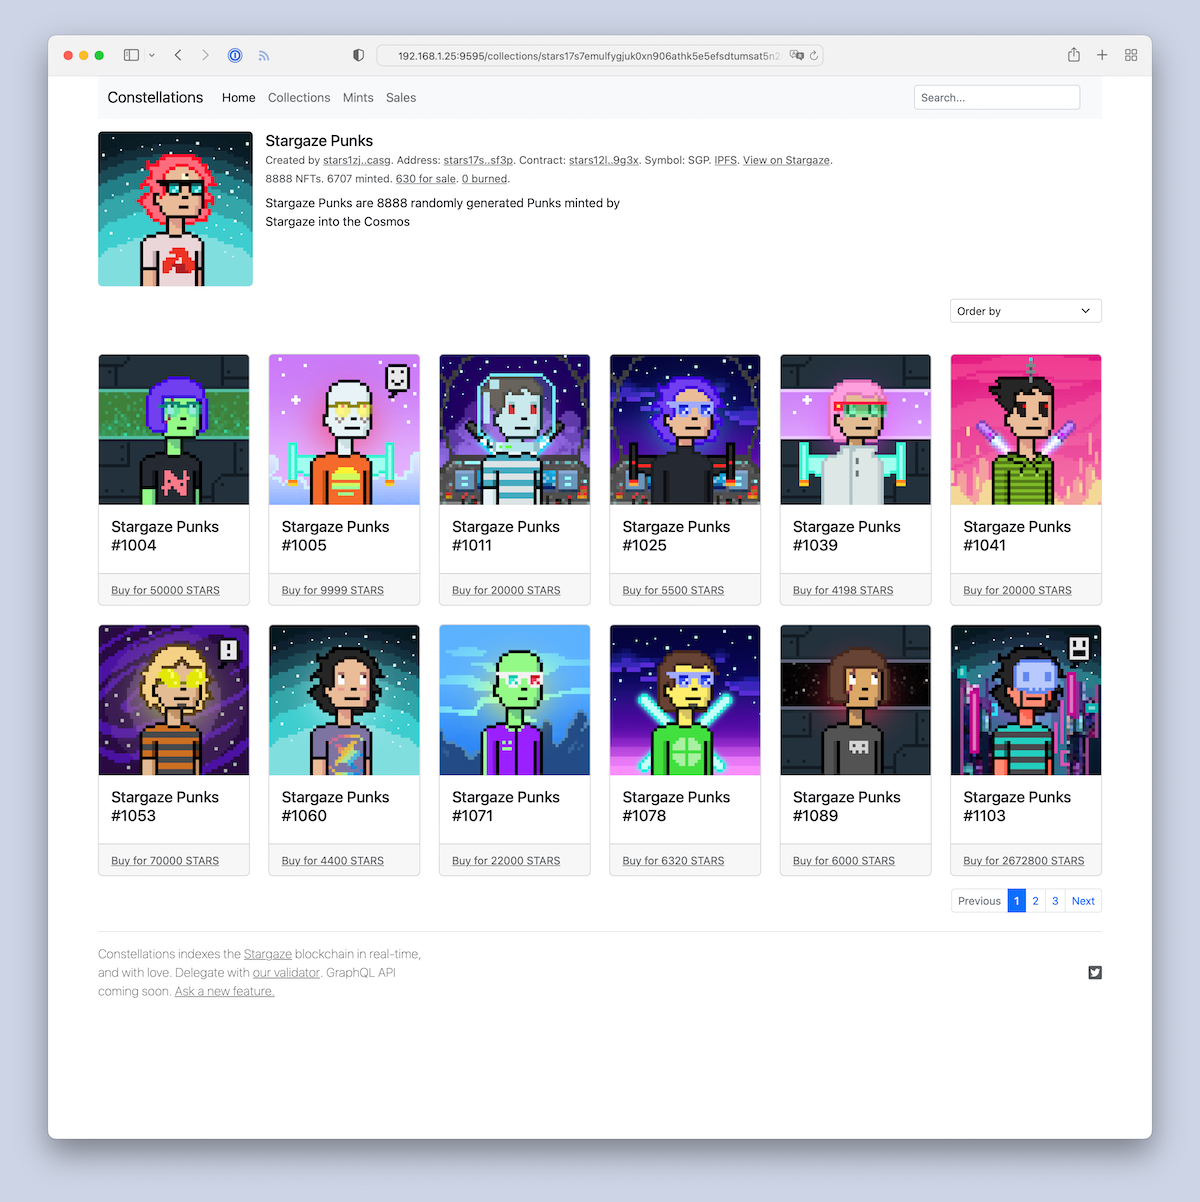 192.168.1.25:9595/collections/stars17s7emulfygjuk0xn906athk5e5efsdtumsat5n2
Constellations Home Collections Mints Sales Search...
Stargaze Punks
Created by stars1zj..casg. Address: stars17s..sf3p. Contract: stars12l..9g3x. Symbol: SGP. IPFS. View on Stargaze.
8888 NFTs. 6707 minted. 630 for sale. 0 burned.
Stargaze Punks are 8888 randomly generated Punks minted by
Stargaze into the Cosmos
Order by
Stargaze Punks
#1004
Buy for 50000 STARS
Stargaze Punks
#1005
Buy for 9999 STARS
Stargaze Punks
#1011
Buy for 20000 STARS
Stargaze Punks
#1025
Buy for 5500 STARS
Stargaze Punks
#1039
Buy for 4198 STARS
Stargaze Punks
#1041
Buy for 20000 STARS
Stargaze Punks
#1053
Buy for 70000 STARS
Stargaze Punks
#1060
Buy for 4400 STARS
Stargaze Punks
#1071
Buy for 22000 STARS
Stargaze Punks
#1078
Buy for 6320 STARS
Stargaze Punks
#1089
Buy for 6000 STARS
Stargaze Punks
#1103
Buy for 2672800 STARS
Previous 1 2 3 Next
Constellations indexes the Stargaze blockchain in real-time,
and with love. Delegate with our validator. GraphQL API
coming soon. Ask a new feature.